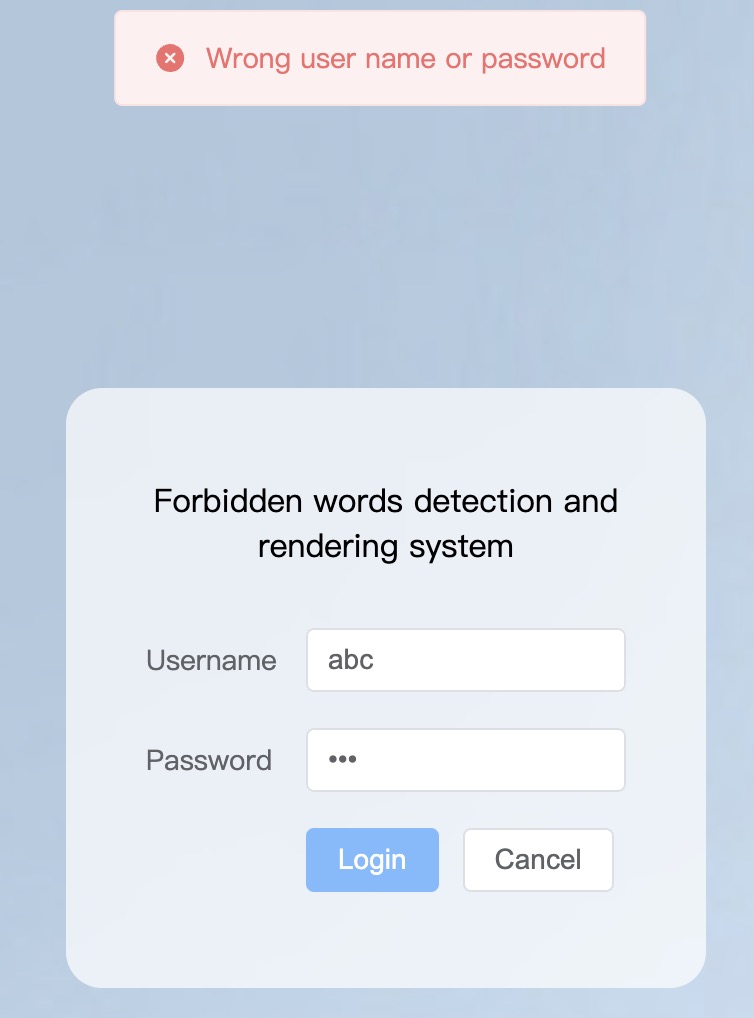 Wrong user name or password
Forbidden words detection and
rendering system
Username
abc
Password
•••
Login
Cancel